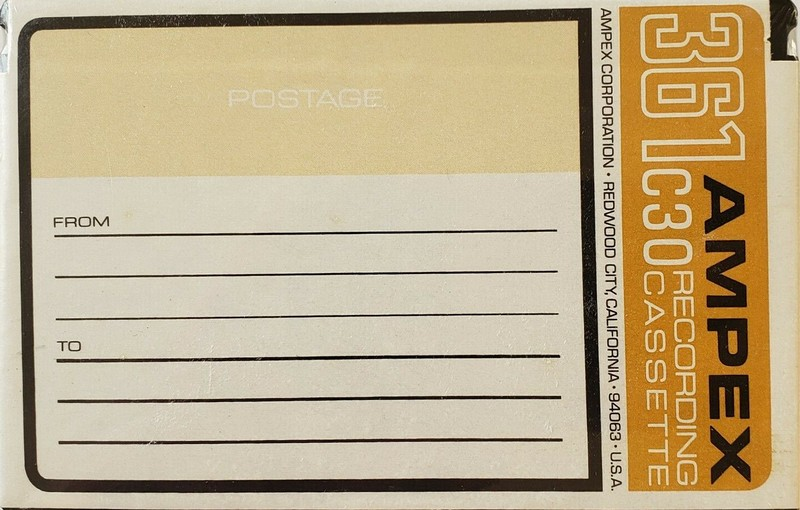 POSTAGE
FROM
TO
AMPEX CORPORATION • REDWOOD CITY, CALIFORNIA • 94063 • U.S.A.
361 C30 RECORDING
CASSETTE
AMPEX